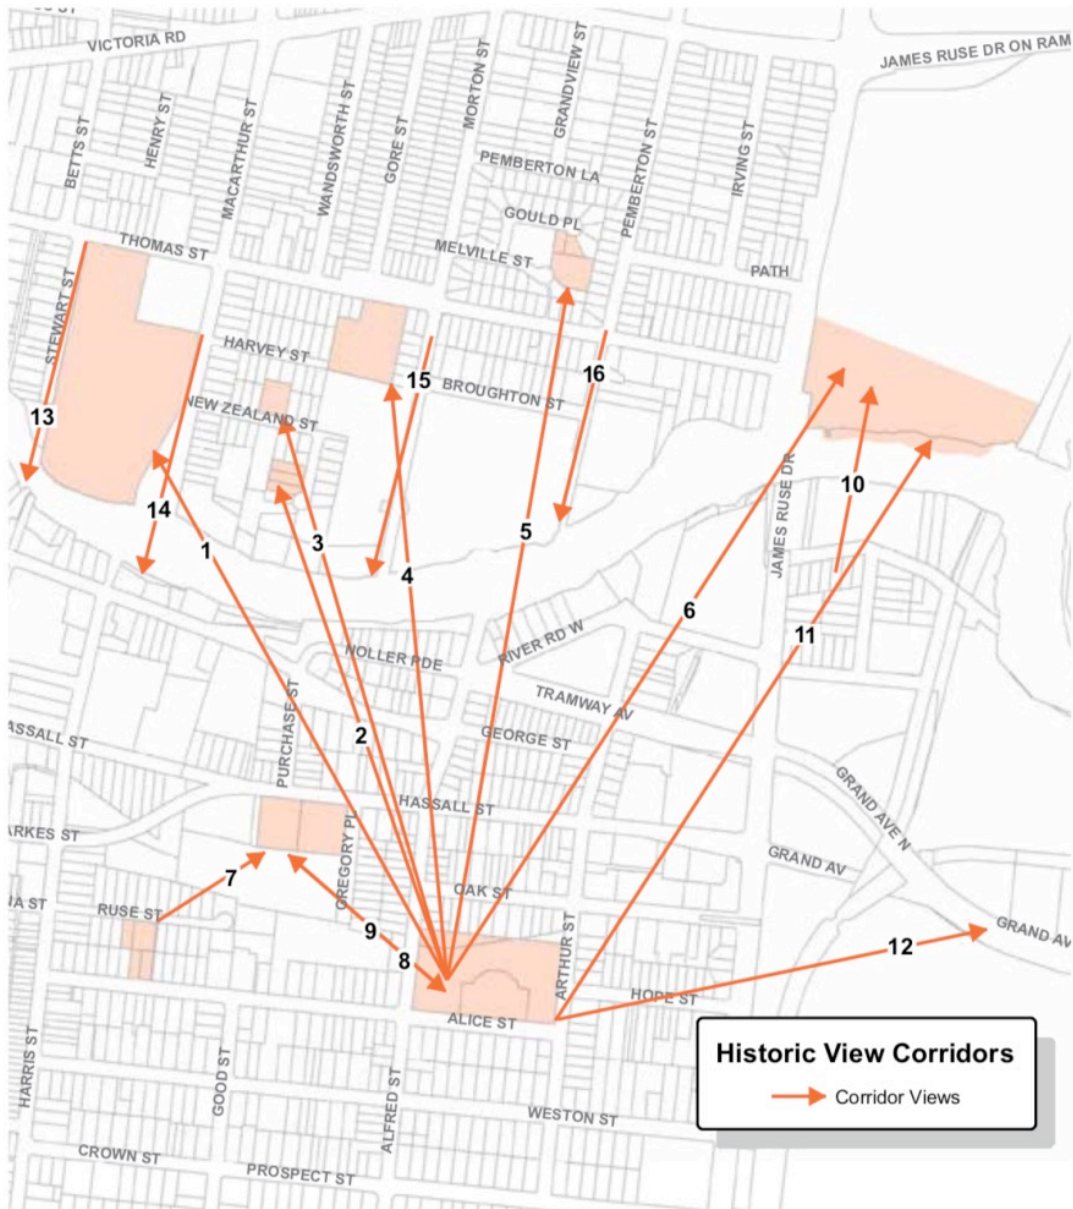 VICTORIA RD
JAMES RUSE DR ON RAM
BETTS ST
HENRY ST
MACARTHUR ST
WANDSWORTH ST
GORE ST
MORTON ST
GRANDVIEW ST
PEMBERTON LA
PEMBERTON ST
IRVING ST
GOULD PL
MELVILLE ST
THOMAS ST
PATH
STEWART ST
HARVEY ST
NEW ZEALAND ST
BROUGHTON ST
13
14
15
16
1
2
3
4
5
6
10
11
JAMES RUSE DR
NOLLER PDE
RIVER RD W
TRAMWAY AV
GEORGE ST
PURCHASE ST
ASSALL ST
HASSALL ST
ARKES ST
GREGORY PL
GRAND AVE N
GRAND AV
GRAND AV
7
8
9
12
OAK ST
NA ST
RUSE ST
ARTHUR ST
HOPE ST
ALICE ST
HARRIS ST
GOOD ST
ALFRED ST
WESTON ST
CROWN ST
PROSPECT ST
Historic View Corridors
Corridor Views